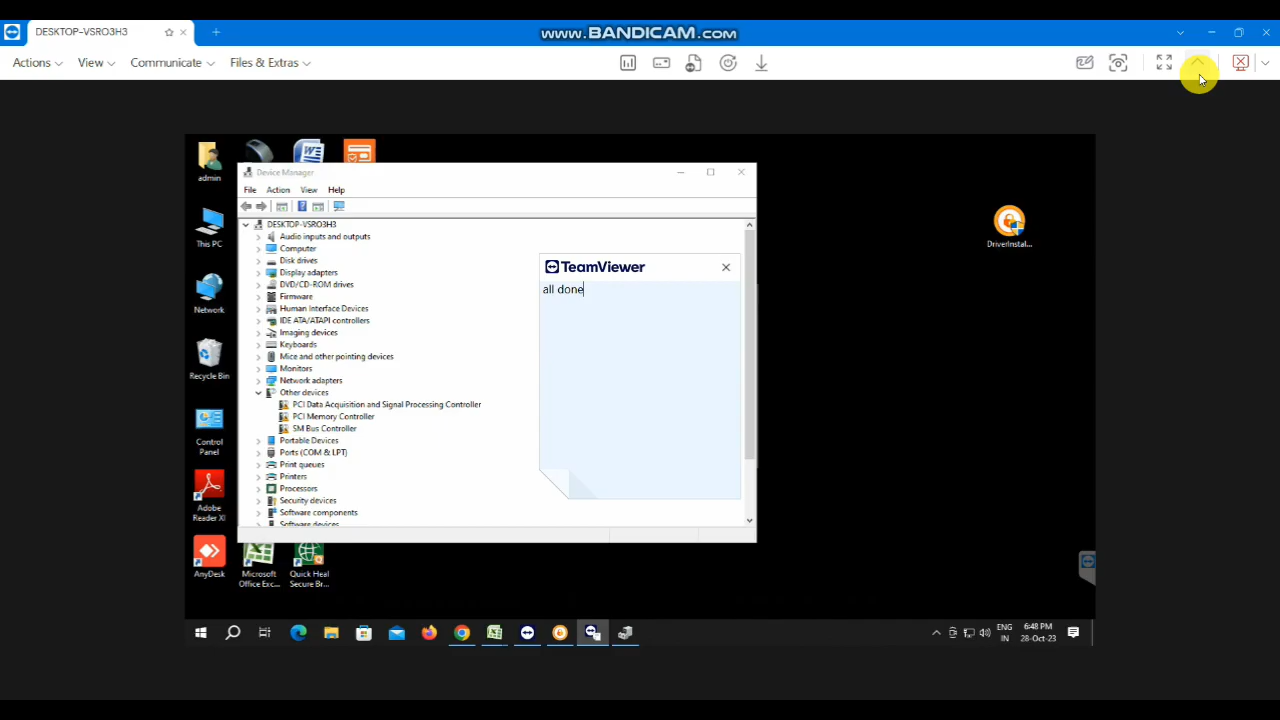 DESKTOP-VSRO3H3
www.BANDICAM.com
Actions
View
Communicate
Files & Extras
admin
This PC
Network
Recycle Bin
Control
Panel
Adobe
Reader XI
AnyDesk
Microsoft
Office Exc...
Quick Heal
Secure Br...
DriverInstal...
Device Manager
File Action View Help
DESKTOP-VSRO3H3
Audio inputs and outputs
Computer
Disk drives
Display adapters
DVD/CD-ROM drives
Firmware
Human Interface Devices
IDE ATA/ATAPI controllers
Imaging devices
Keyboards
Mice and other pointing devices
Monitors
Network adapters
Other devices
PCI Data Acquisition and Signal Processing Controller
PCI Memory Controller
SM Bus Controller
Portable Devices
Ports (COM & LPT)
Print queues
Printers
Processors
Security devices
Software components
Software devices
TeamViewer
all done
ENG
IN
6:48 PM
28-Oct-23